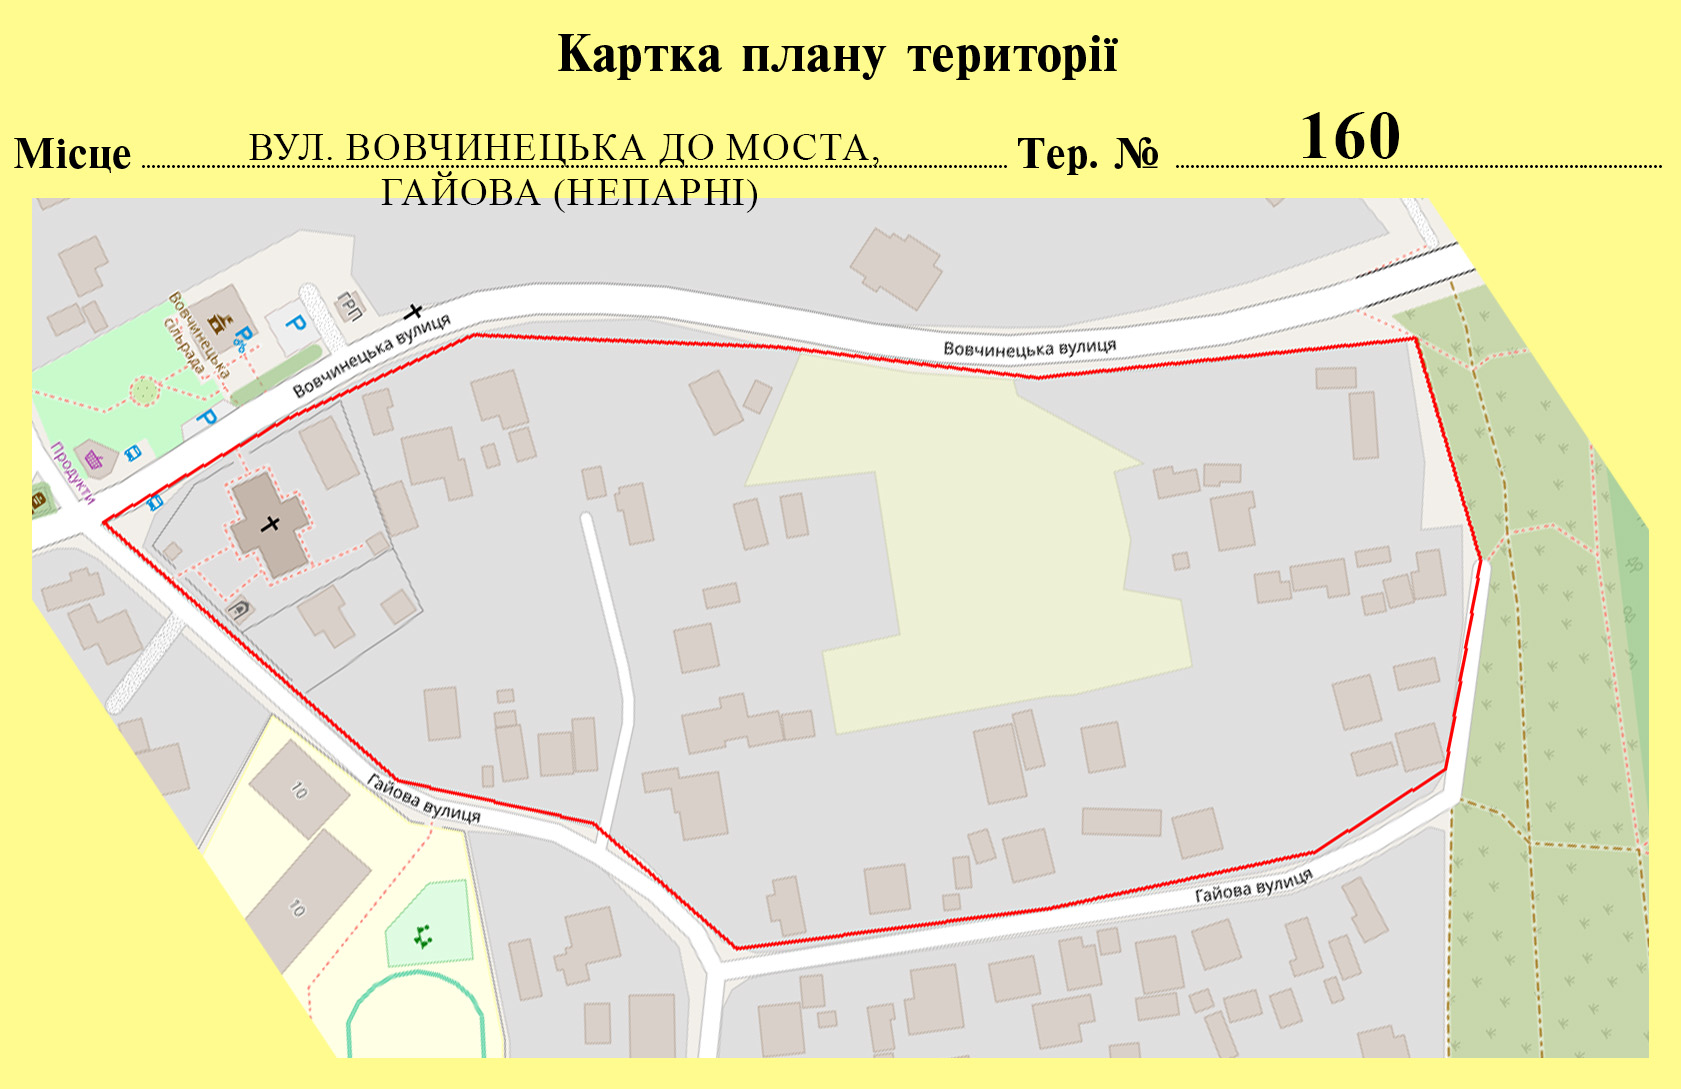 Картка плану території
Місце ВУЛ. ВОВЧИНЕЦЬКА ДО МОСТА, Тер. № 160
ГАЙОВА (НЕПАРНІ)
Вовчинецька
сільрада
P
P
P
ГРП
Вовчинецька вулиця
Вовчинецька вулиця
Продукти
Гайова вулиця
10
10
Гайова вулиця